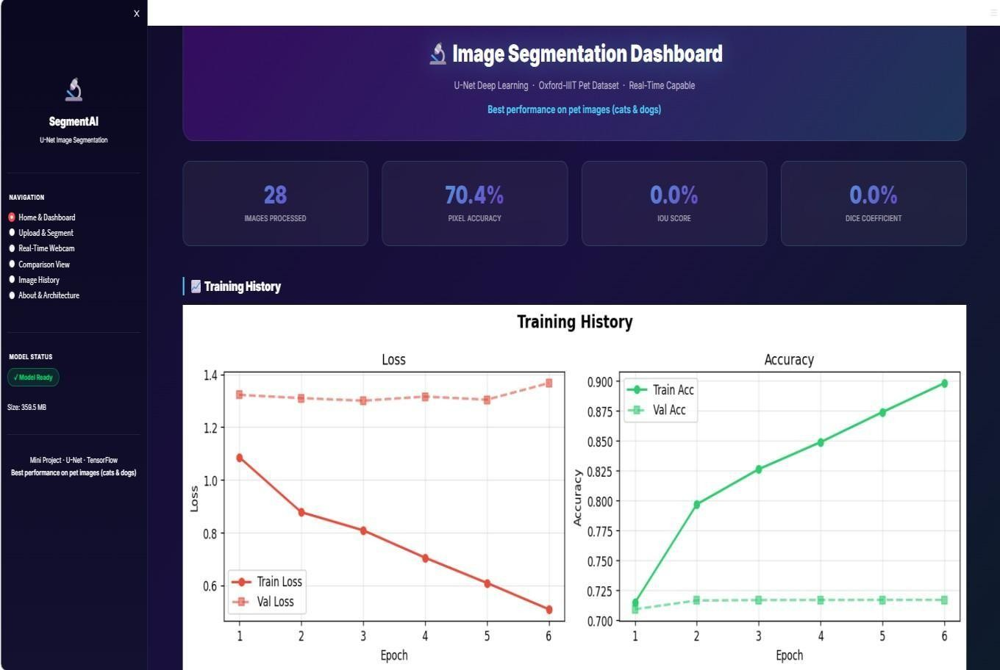 X
SegmentAI
U-Net Image Segmentation
NAVIGATION
Home & Dashboard
Upload & Segment
Real-Time Webcam
Comparison View
Image History
About & Architecture
MODEL STATUS
✓ Model Ready
Size: 359.5 MB
Mini Project · U-Net · TensorFlow
Best performance on pet images (cats & dogs)
Image Segmentation Dashboard
U-Net Deep Learning · Oxford-IIIT Pet Dataset · Real-Time Capable
Best performance on pet images (cats & dogs)
28
IMAGES PROCESSED
70.4%
PIXEL ACCURACY
0.0%
IOU SCORE
0.0%
DICE COEFFICIENT
Training History
Training History
Loss
1.4
1.2
1.0
0.8
0.6
Loss
Train Loss
Val Loss
1 2 3 4 5 6
Epoch
Accuracy
0.900
0.875
0.850
0.825
0.800
0.775
0.750
0.725
0.700
Accuracy
Train Acc
Val Acc
1 2 3 4 5 6
Epoch